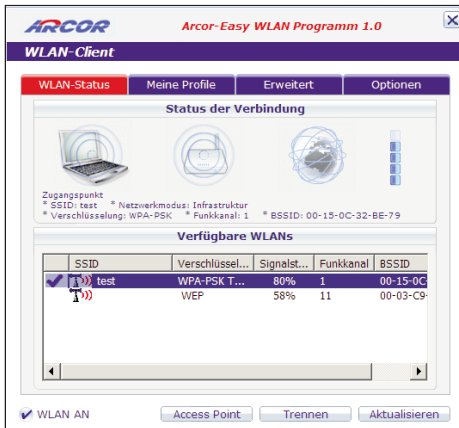 ARCOR
Arcor-Easy WLAN Programm 1.0
WLAN-Client
WLAN-Status Meine Profile Erweitert Optionen
Status der Verbindung
Zugangspunkt
* SSID: test * Netzwerkmodus: Infrastruktur
* Verschlüsselung: WPA-PSK * Funkkanal: 1 * BSSID: 00-15-0C-32-BE-79
Verfügbare WLANs
SSID Verschlüssel... Signalst... Funkkanal BSSID
test WPA-PSK T... 80% 1 00-15-0C
WEP 58% 11 00-03-C9-
WLAN AN Access Point Trennen Aktualisieren